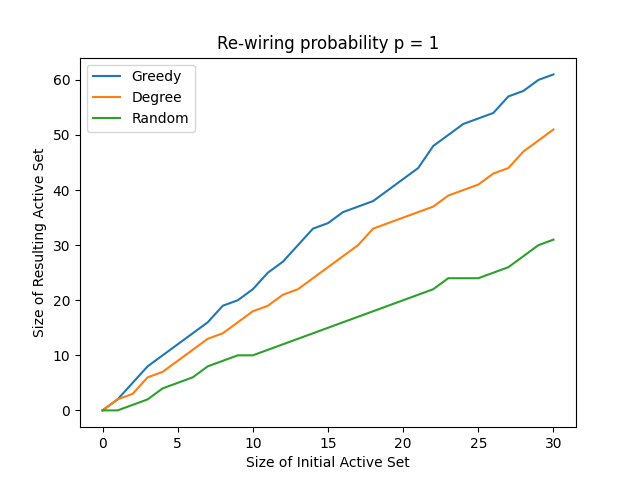 Re-wiring probability p = 1
Greedy
Degree
Random
Size of Resulting Active Set
60
50
40
30
20
10
0
0 5 10 15 20 25 30
Size of Initial Active Set